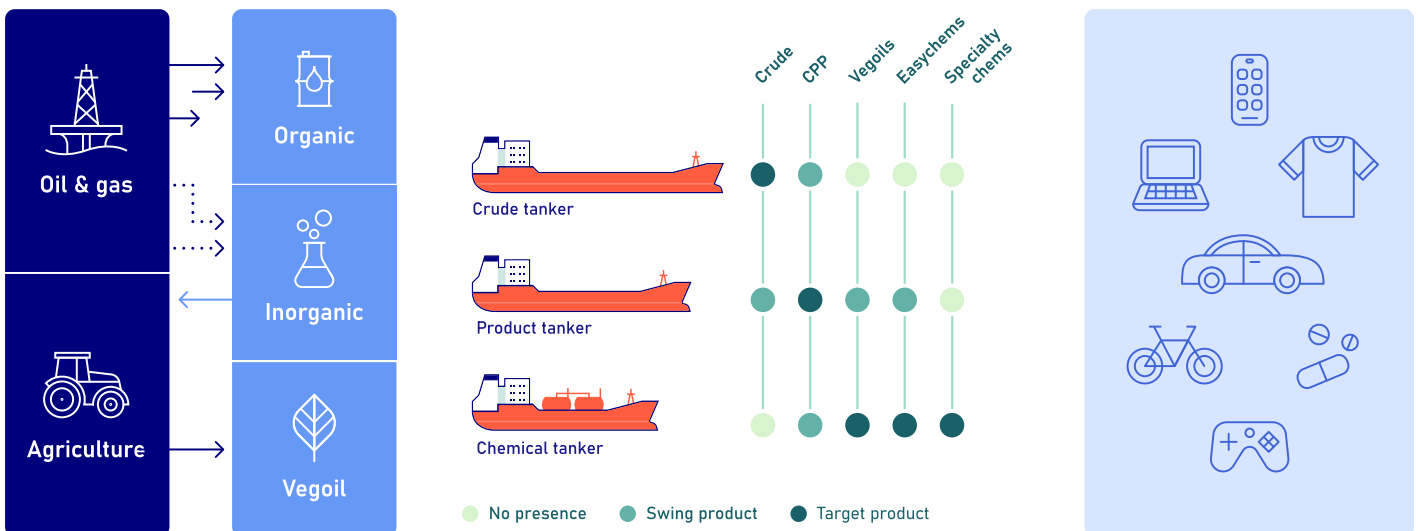 Oil & gas
Agriculture
Organic
Inorganic
Vegoil
Crude
CPP
Vegoils
Easychems
Specialty
chems
Crude tanker
Product tanker
Chemical tanker
No presence
Swing product
Target product